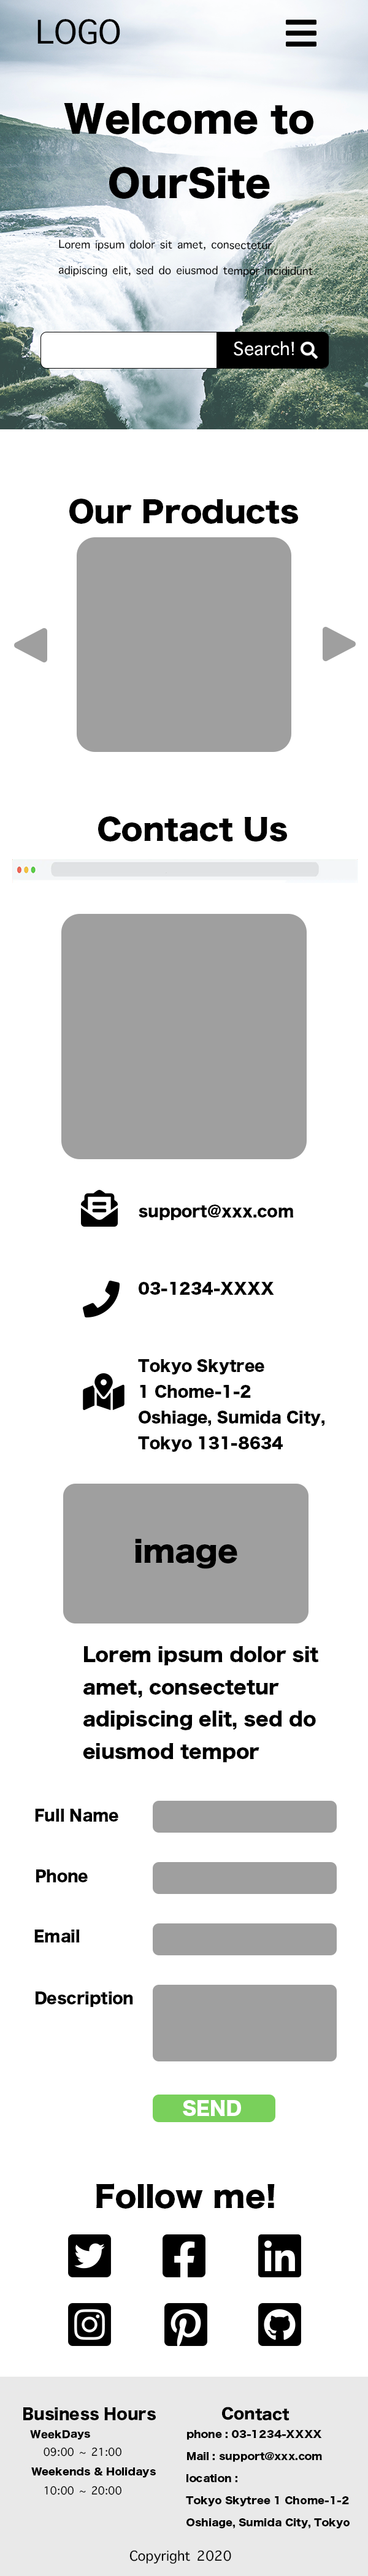 LOGO
Welcome to
OurSite
Lorem ipsum dolor sit amet, consectetur
adipiscing elit, sed do eiusmod tempor incididunt
Search!
Our Products
Contact Us
support@xxx.com
03-1234-XXXX
Tokyo Skytree
1 Chome-1-2
Oshiage, Sumida City,
Tokyo 131-8634
image
Lorem ipsum dolor sit
amet, consectetur
adipiscing elit, sed do
eiusmod tempor
Full Name
Phone
Email
Description
SEND
Follow me!
Business Hours
WeekDays
09:00 ~ 21:00
Weekends & Holidays
10:00 ~ 20:00
Contact
phone : 03-1234-XXXX
Mail : support@xxx.com
location :
Tokyo Skytree 1 Chome-1-2
Oshiage, Sumida City, Tokyo
Copyright 2020